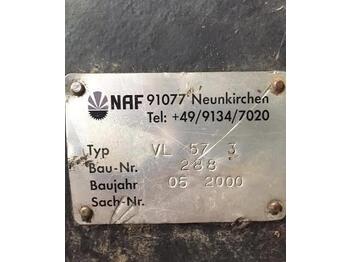 NAF 91077 Neunkirchen
Tel: +49/9134/7020
Typ VL 57 3
Bau-Nr. 288
Baujahr 05 2000
Sach-Nr.